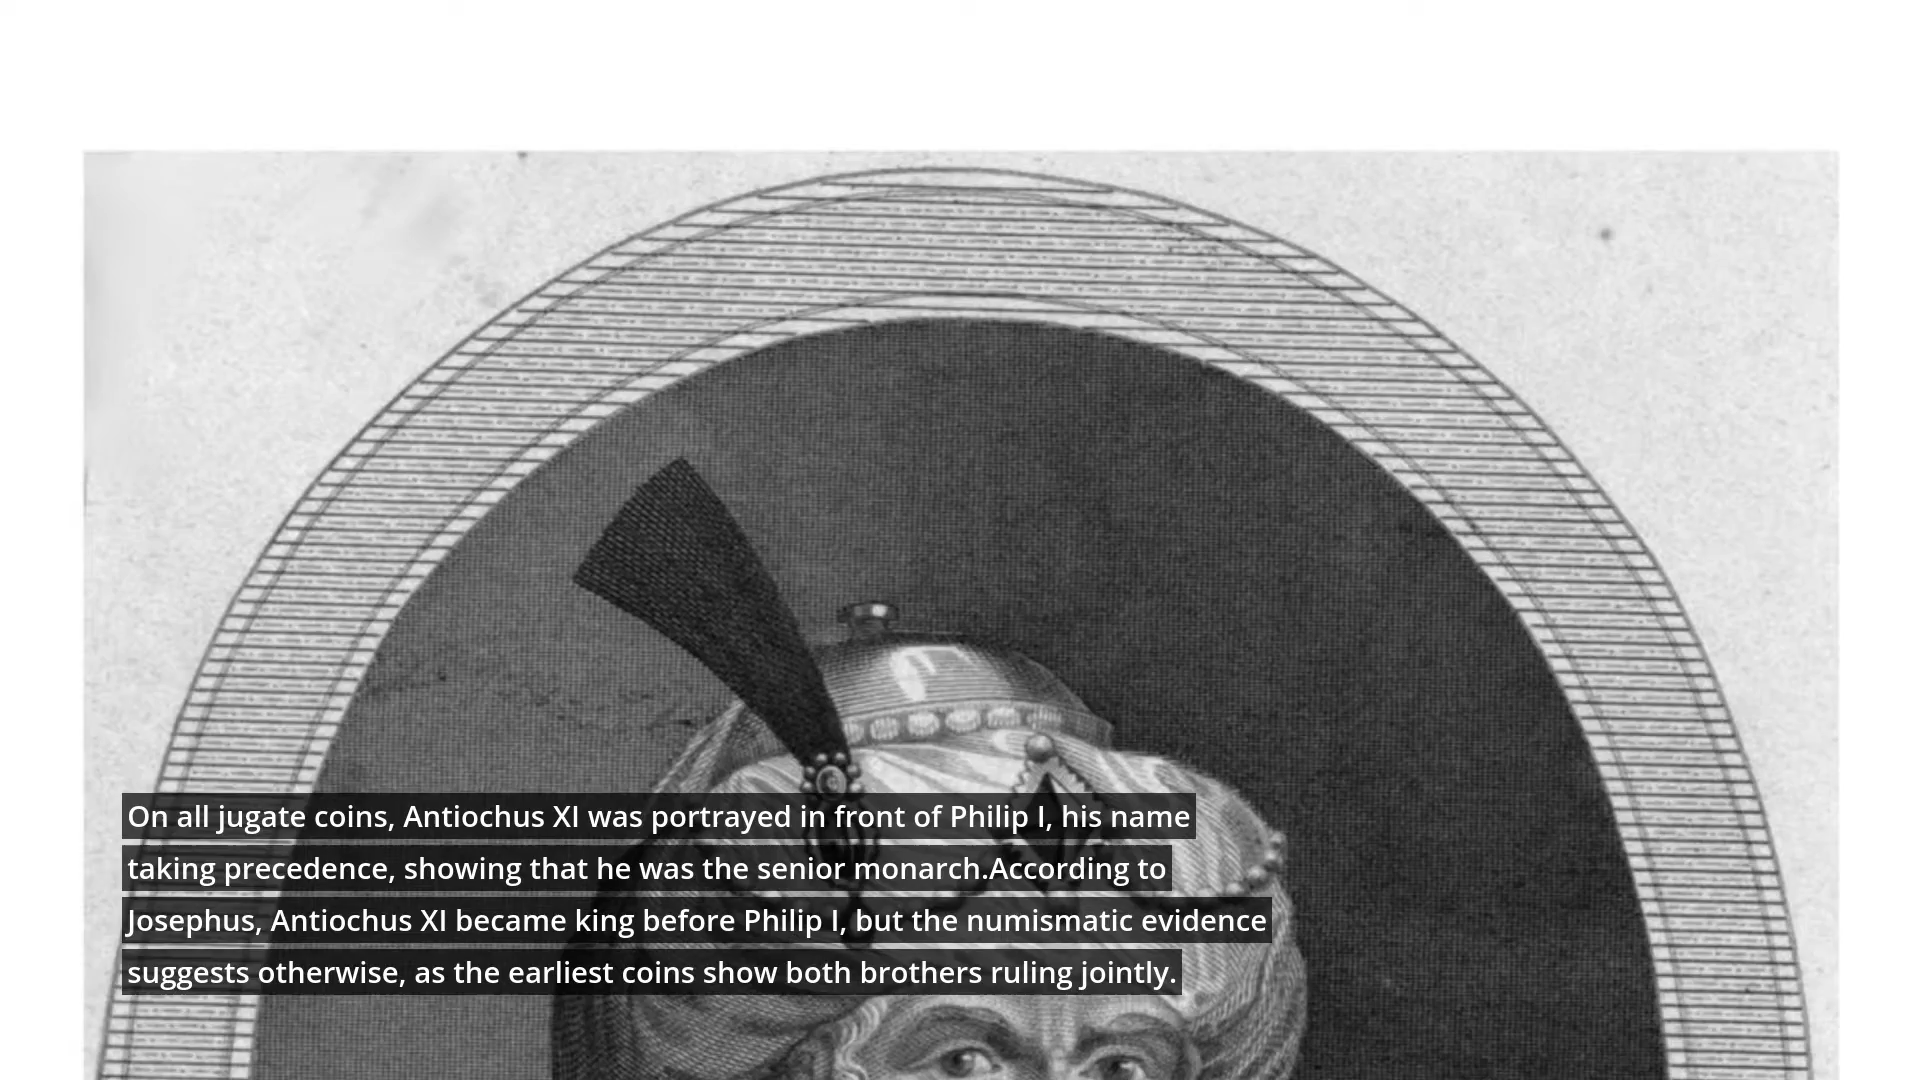 On all jugate coins, Antiochus XI was portrayed in front of Philip I, his name
taking precedence, showing that he was the senior monarch.According to
Josephus, Antiochus XI became king before Philip I, but the numismatic evidence
suggests otherwise, as the earliest coins show both brothers ruling jointly.